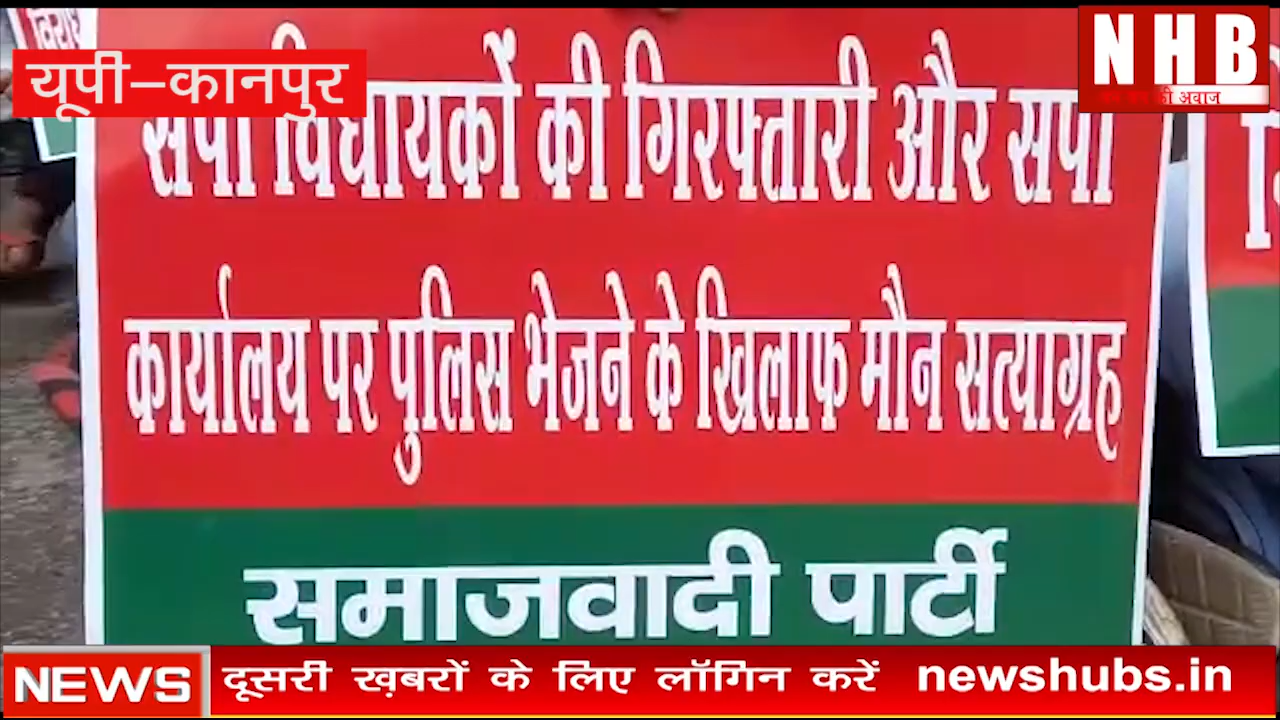 यूपी–कानपुर
NHB
सपा विधायकों की गिरफ्तारी और सपा
कार्यालय पर पुलिस भेजने के खिलाफ मौन सत्याग्रह
समाजवादी पार्टी
NEWS
दूसरी ख़बरों के लिए लॉगिन करें newshubs.in